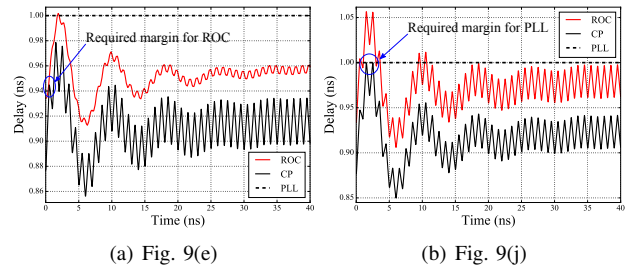 1.00
0.98
0.96
0.94
0.92
0.90
0.88
0.86
Delay (ns)
0 5 10 15 20 25 30 35 40
Time (ns)
Required margin for ROC
ROC
CP
PLL
(a) Fig. 9(e)
1.05
1.00
0.95
0.90
0.85
Delay (ns)
0 5 10 15 20 25 30 35 40
Time (ns)
Required margin for PLL
ROC
CP
PLL
(b) Fig. 9(j)